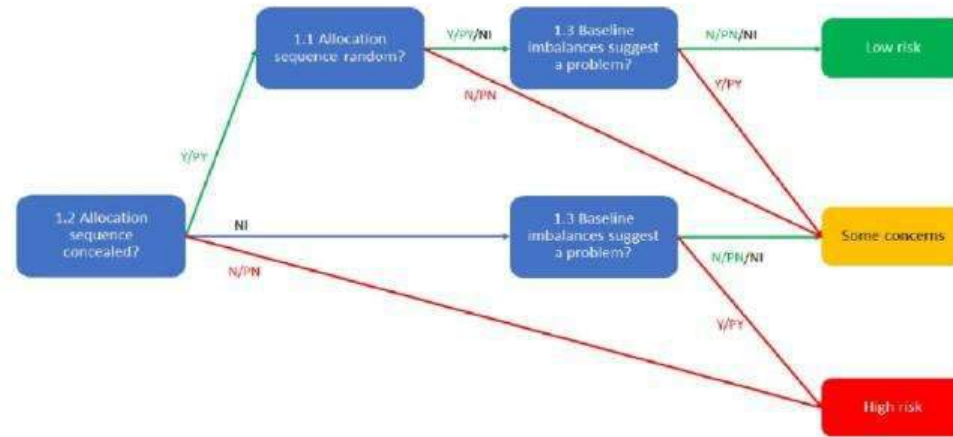 1.1 Allocation
sequence random?
Y/PY/NI
1.3 Baseline
imbalances suggest
a problem?
N/PN/NI
Low risk
N/PN
Y/PY
Y/PY
1.2 Allocation
sequence
concealed?
NI
1.3 Baseline
imbalances suggest
a problem?
Some concerns
N/PN/NI
N/PN
Y/PY
High risk